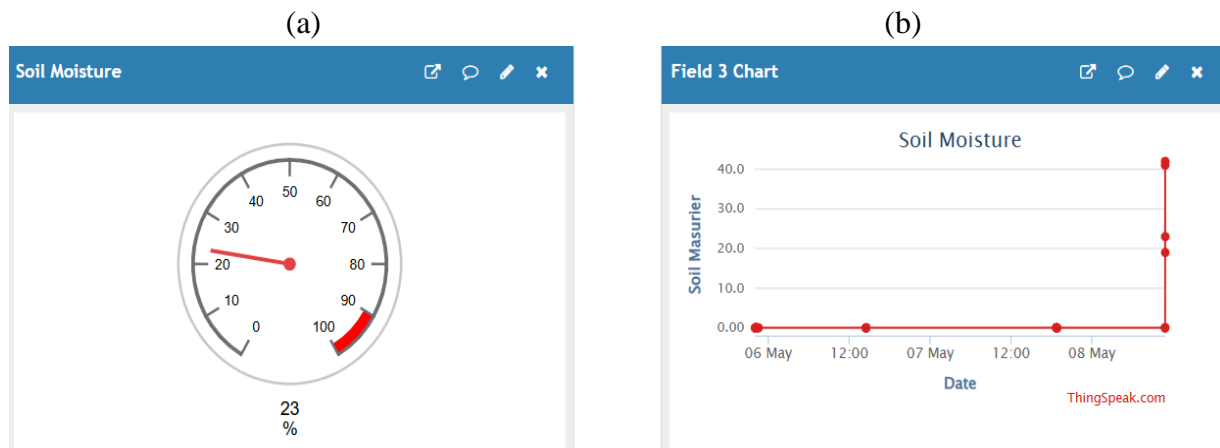 (a)
(b)
Soil Moisture
0
10
20
30
40
50
60
70
80
90
100
23
%
Field 3 Chart
Soil Moisture
Soil Masurier
40.0
30.0
20.0
10.0
0.00
06 May
12:00
07 May
12:00
08 May
Date
ThingSpeak.com